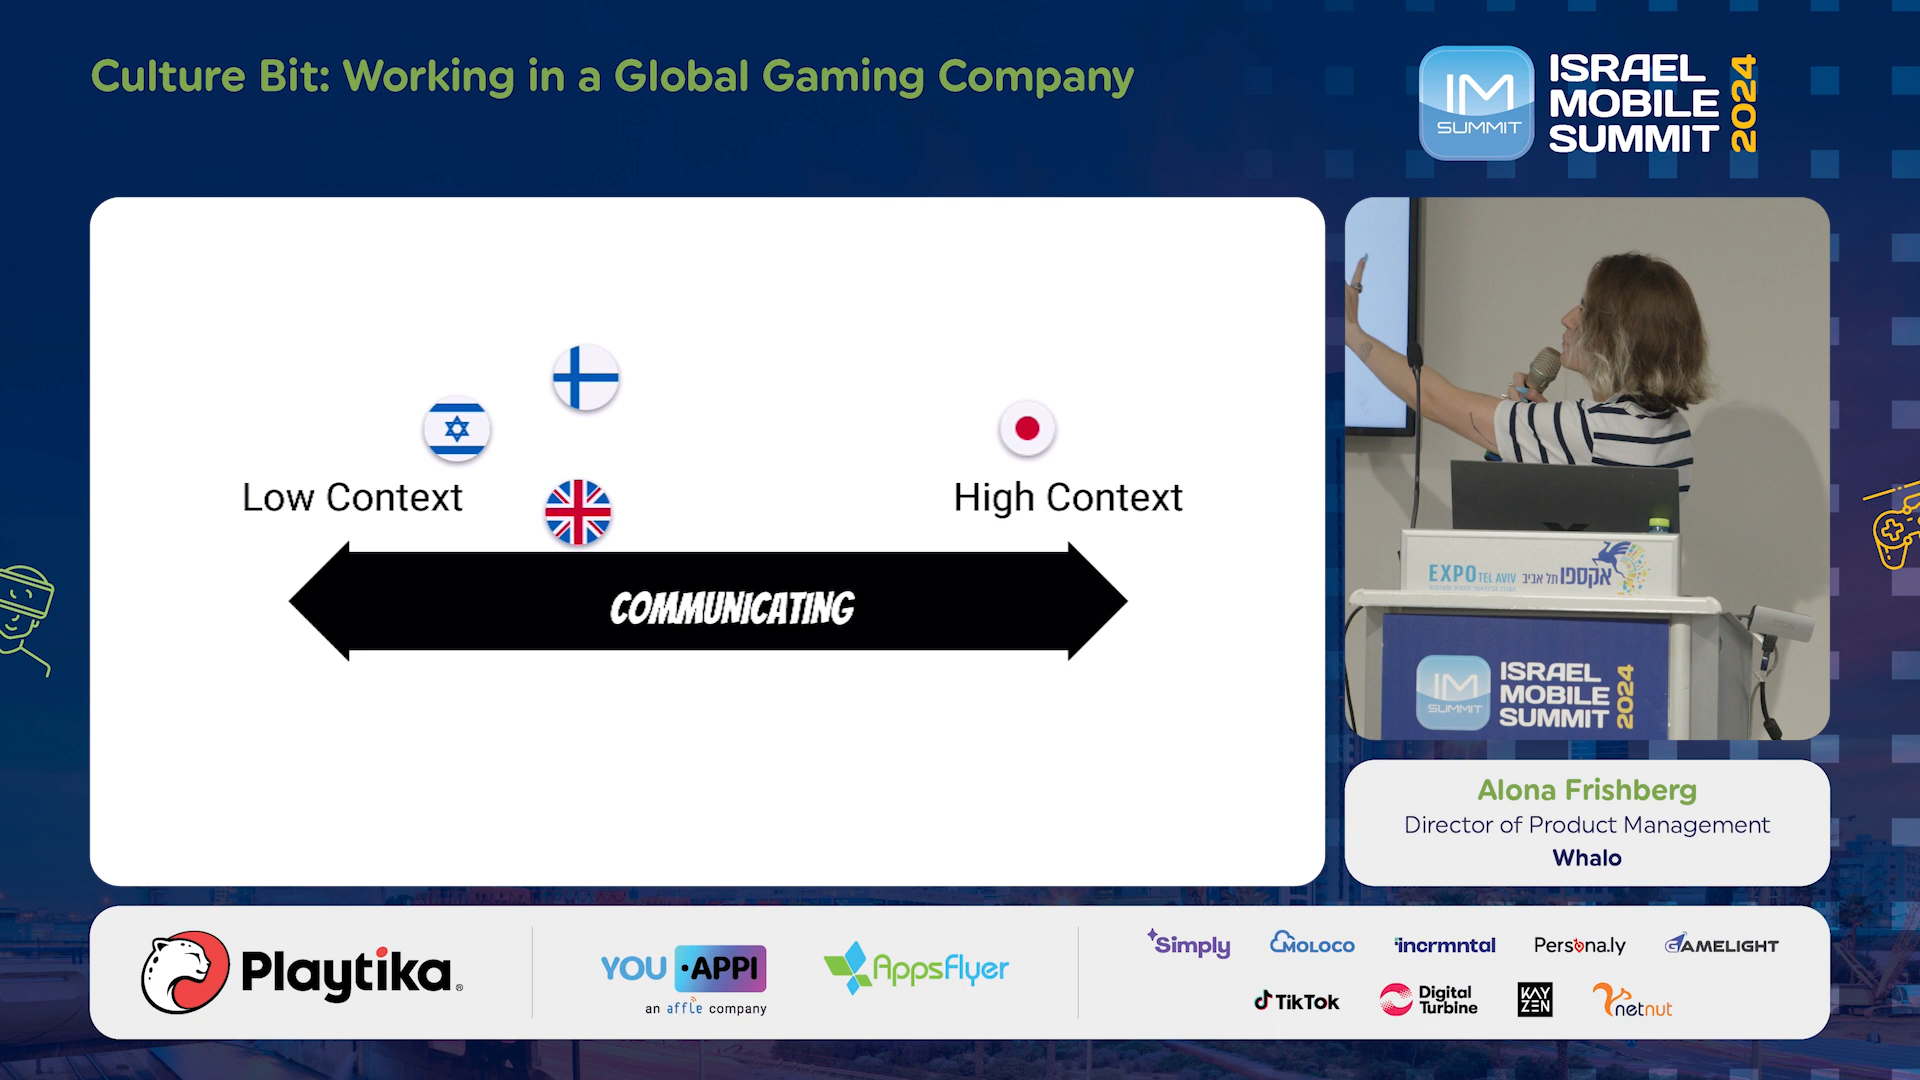 Culture Bit: Working in a Global Gaming Company
IM
SUMMIT
ISRAEL
MOBILE
SUMMIT
2024
Low Context
High Context
COMMUNICATING
EXPO TEL AVIV
אקספו תל אביב
IM
SUMMIT
ISRAEL
MOBILE
SUMMIT
2024
Alona Frishberg
Director of Product Management
Whalo
Playtika
YOU·APPI
an affle company
AppsFlyer
Simply
MOLOCO
incrmntal
Persona.ly
GAMELIGHT
TikTok
Digital
Turbine
KAY
ZEN
netnut